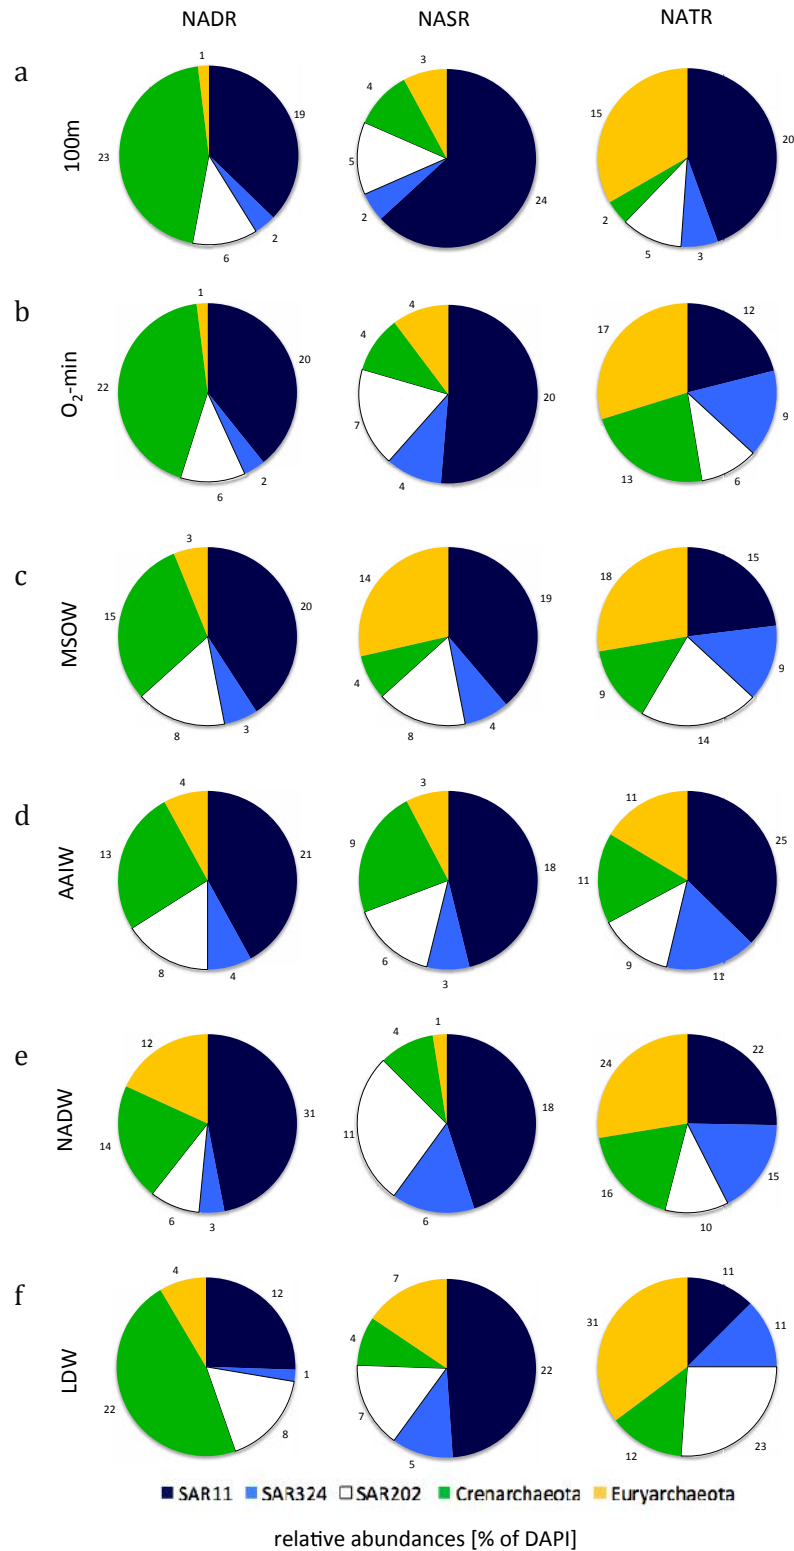 NADR NASR NATR
a
100m
1 19 2 6 23
3 24 2 5 4
20 3 5 2 15
b
O2-min
1 20 2 6 22
4 20 4 7 4
12 9 6 13 17
c
MSOW
3 20 3 8 15
14 19 4 8 4
15 9 14 9 18
d
AAIW
4 21 4 8 13
3 18 3 6 9
25 11 9 11 11
e
NADW
12 31 3 6 14
1 18 6 11 4
22 15 10 16 24
f
LDW
4 12 1 8 22
7 22 5 7 4
11 11 23 12 31
SAR11 SAR324 SAR202 Crenarchaeota Euryarchaeota
relative abundances [% of DAPI]